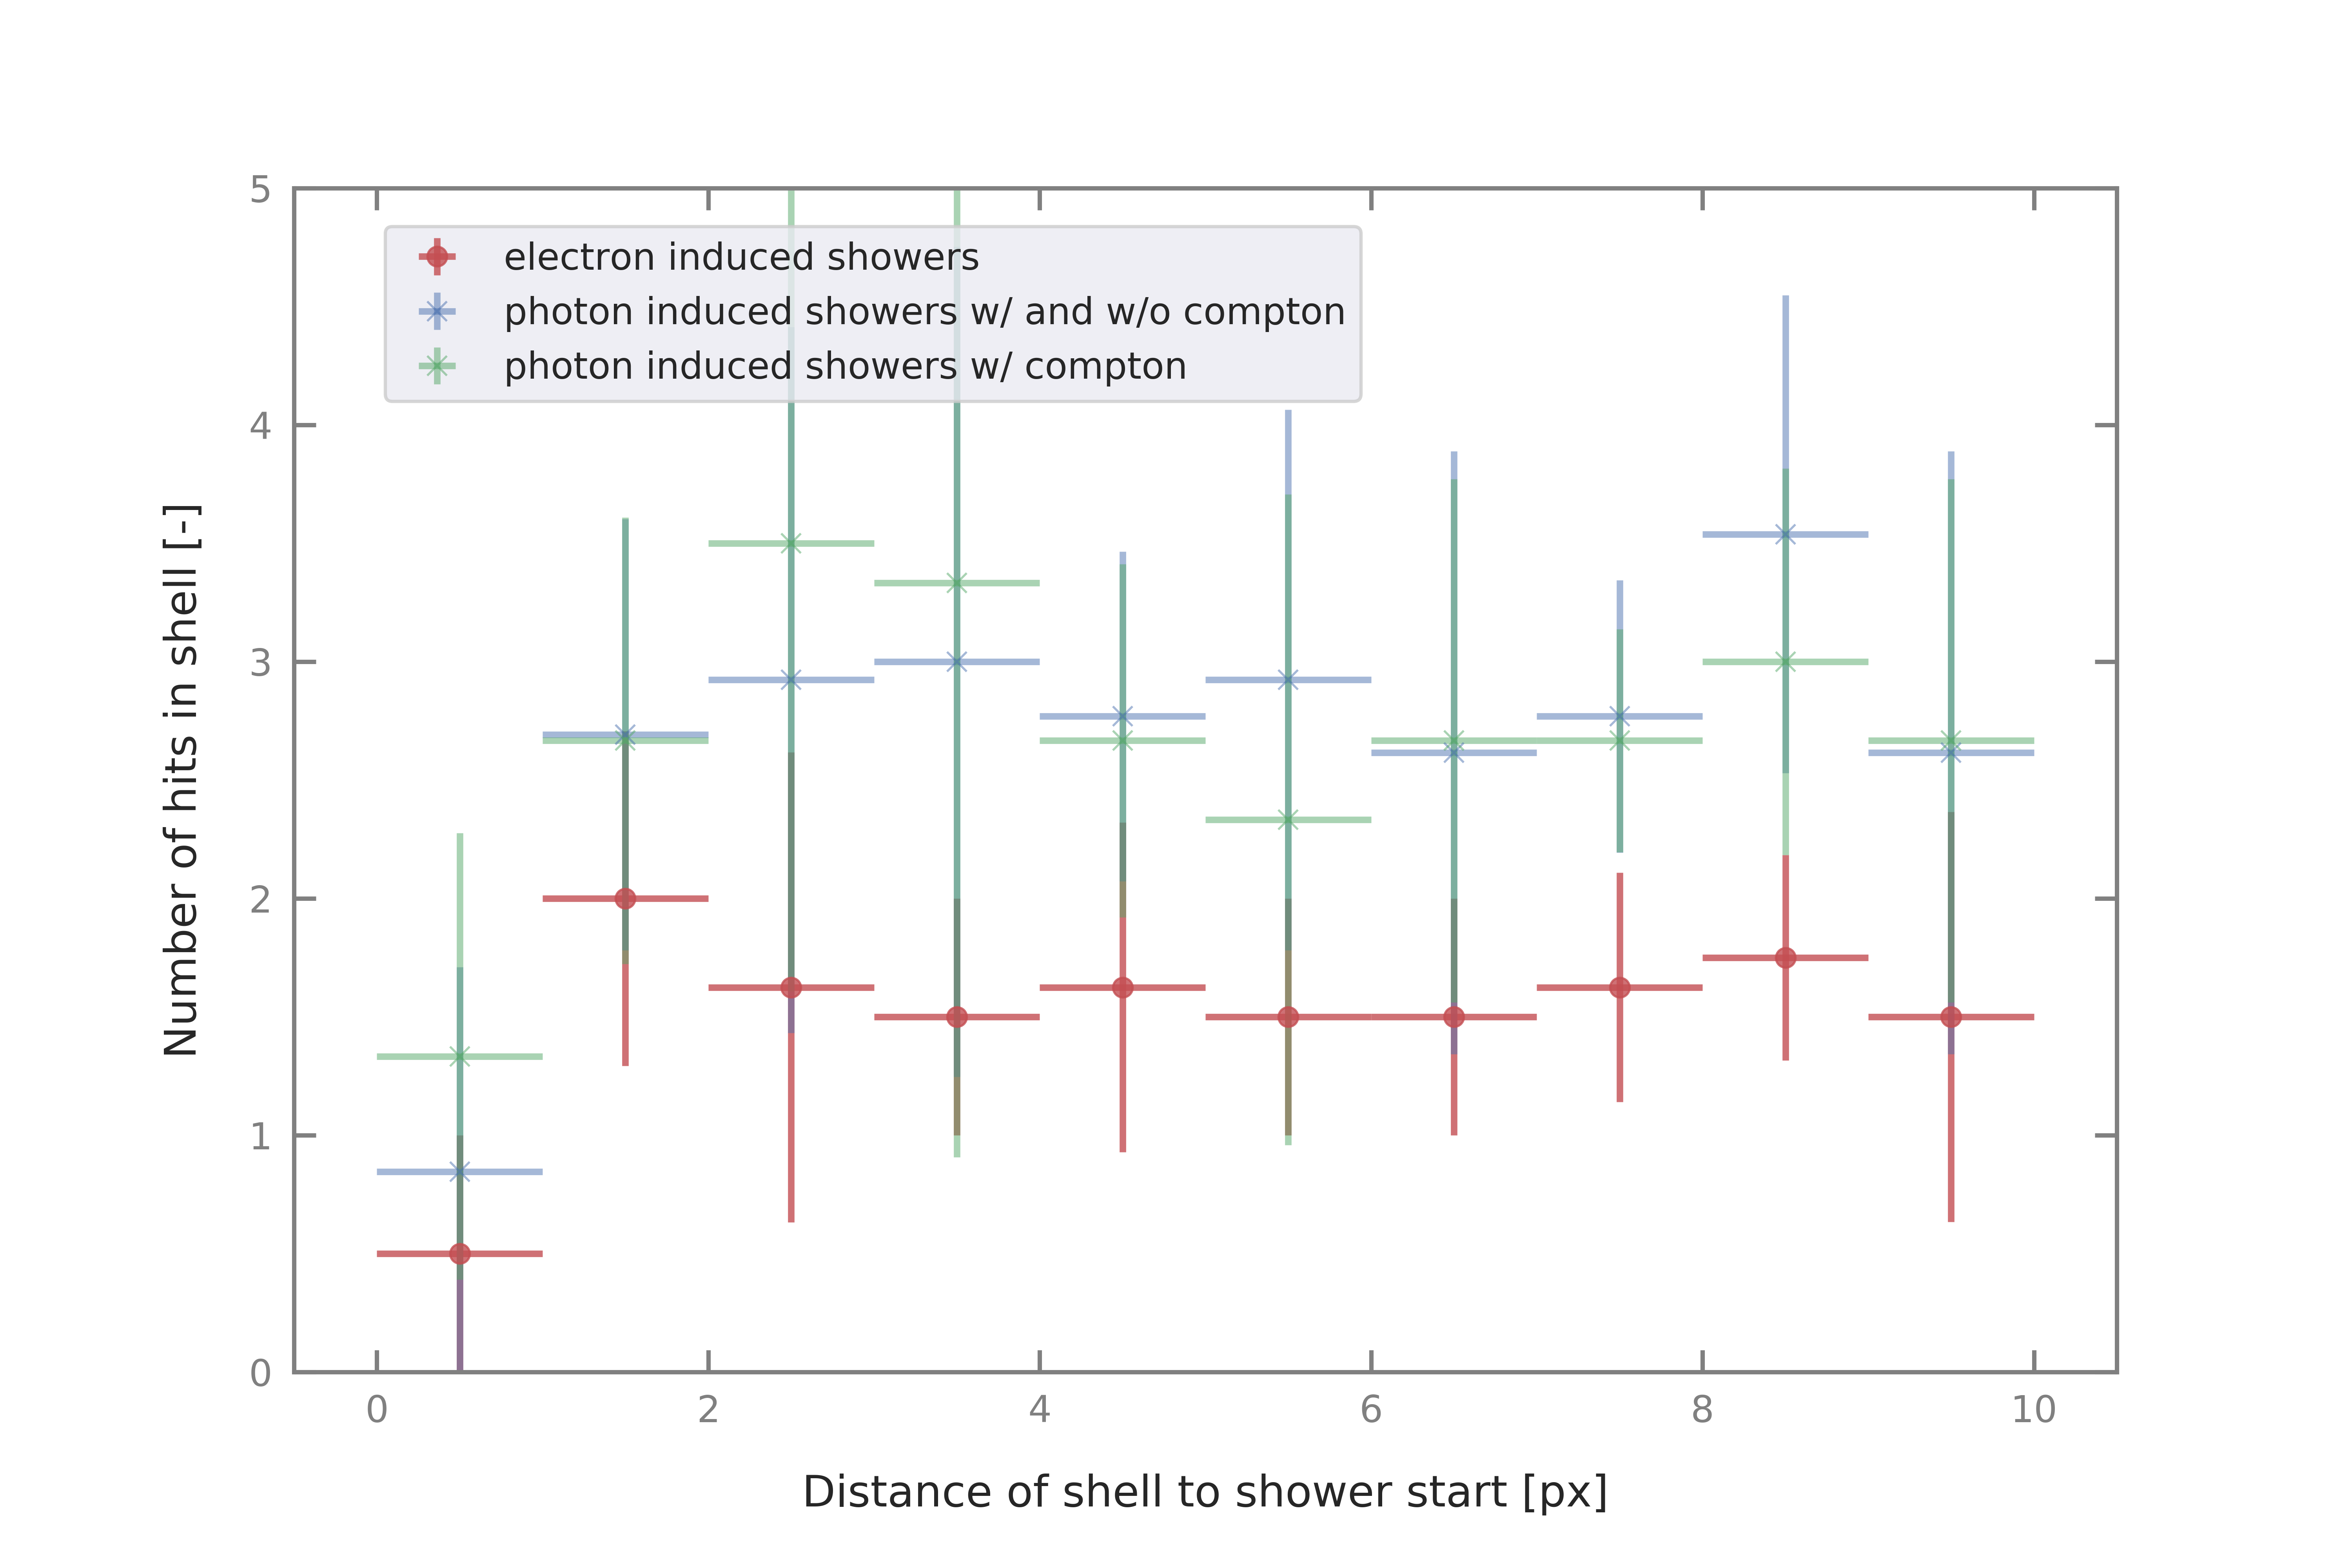 5
electron induced showers
photon induced showers w/ and w/o compton
photon induced showers w/ compton
4
3
2
1
0
Number of hits in shell [-]
0 2 4 6 8 10
Distance of shell to shower start [px]